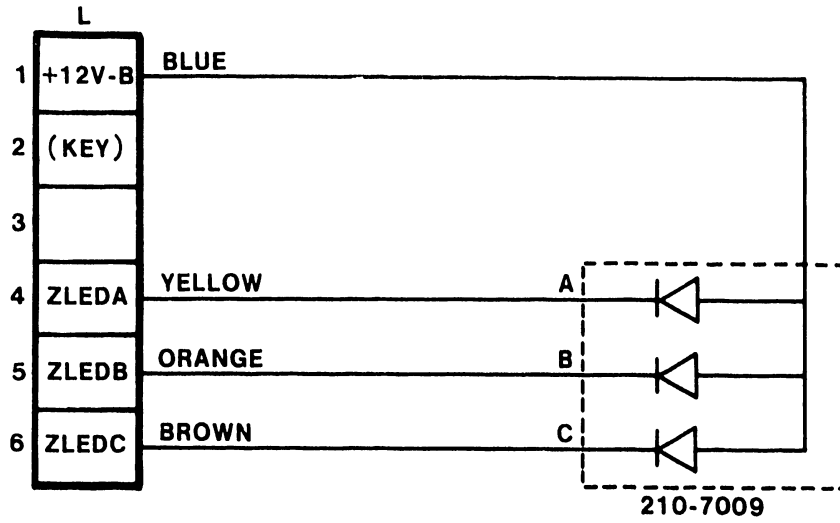 L
1 +12V-B BLUE
2 (KEY)
3
4 ZLEDA YELLOW A
5 ZLEDB ORANGE B
6 ZLEDC BROWN C
210-7009